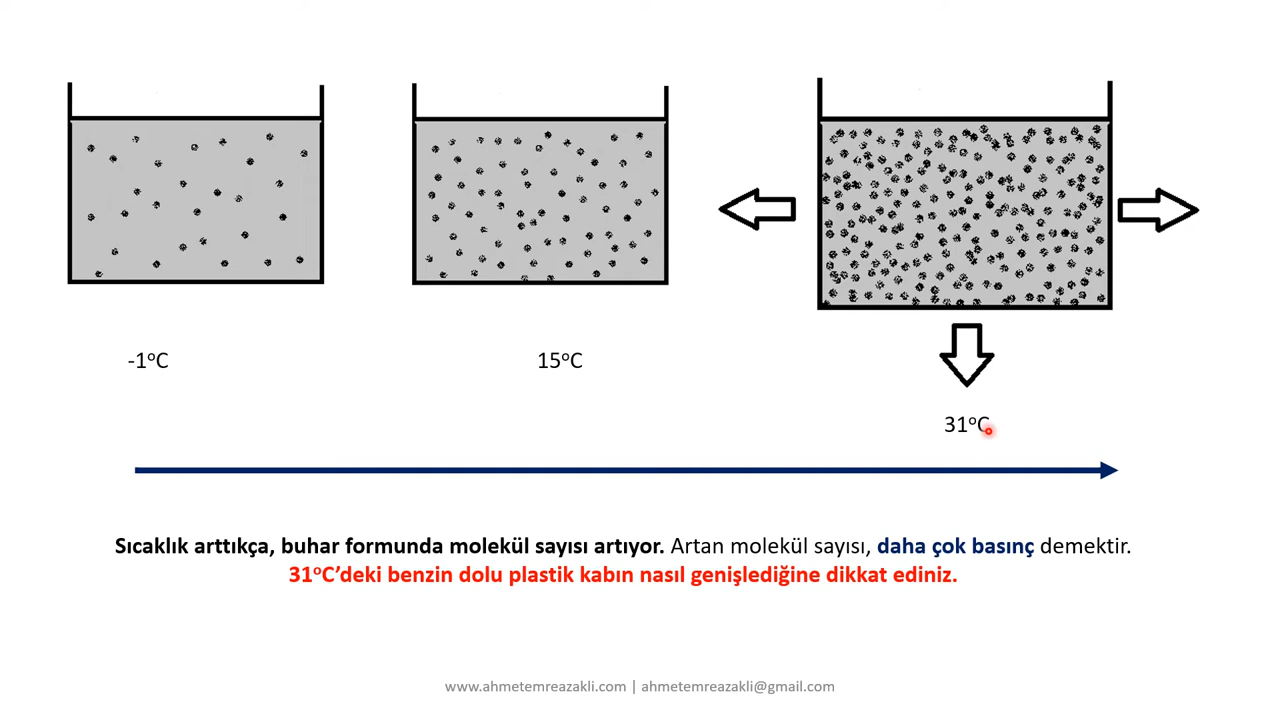 -1°C
15°C
31°C
Sıcaklık arttıkça, buhar formunda molekül sayısı artıyor. Artan molekül sayısı, daha çok basınç demektir.
31°C’deki benzin dolu plastik kabın nasıl genişlediğine dikkat ediniz.
www.ahmetemreazakli.com | ahmetemreazakli@gmail.com